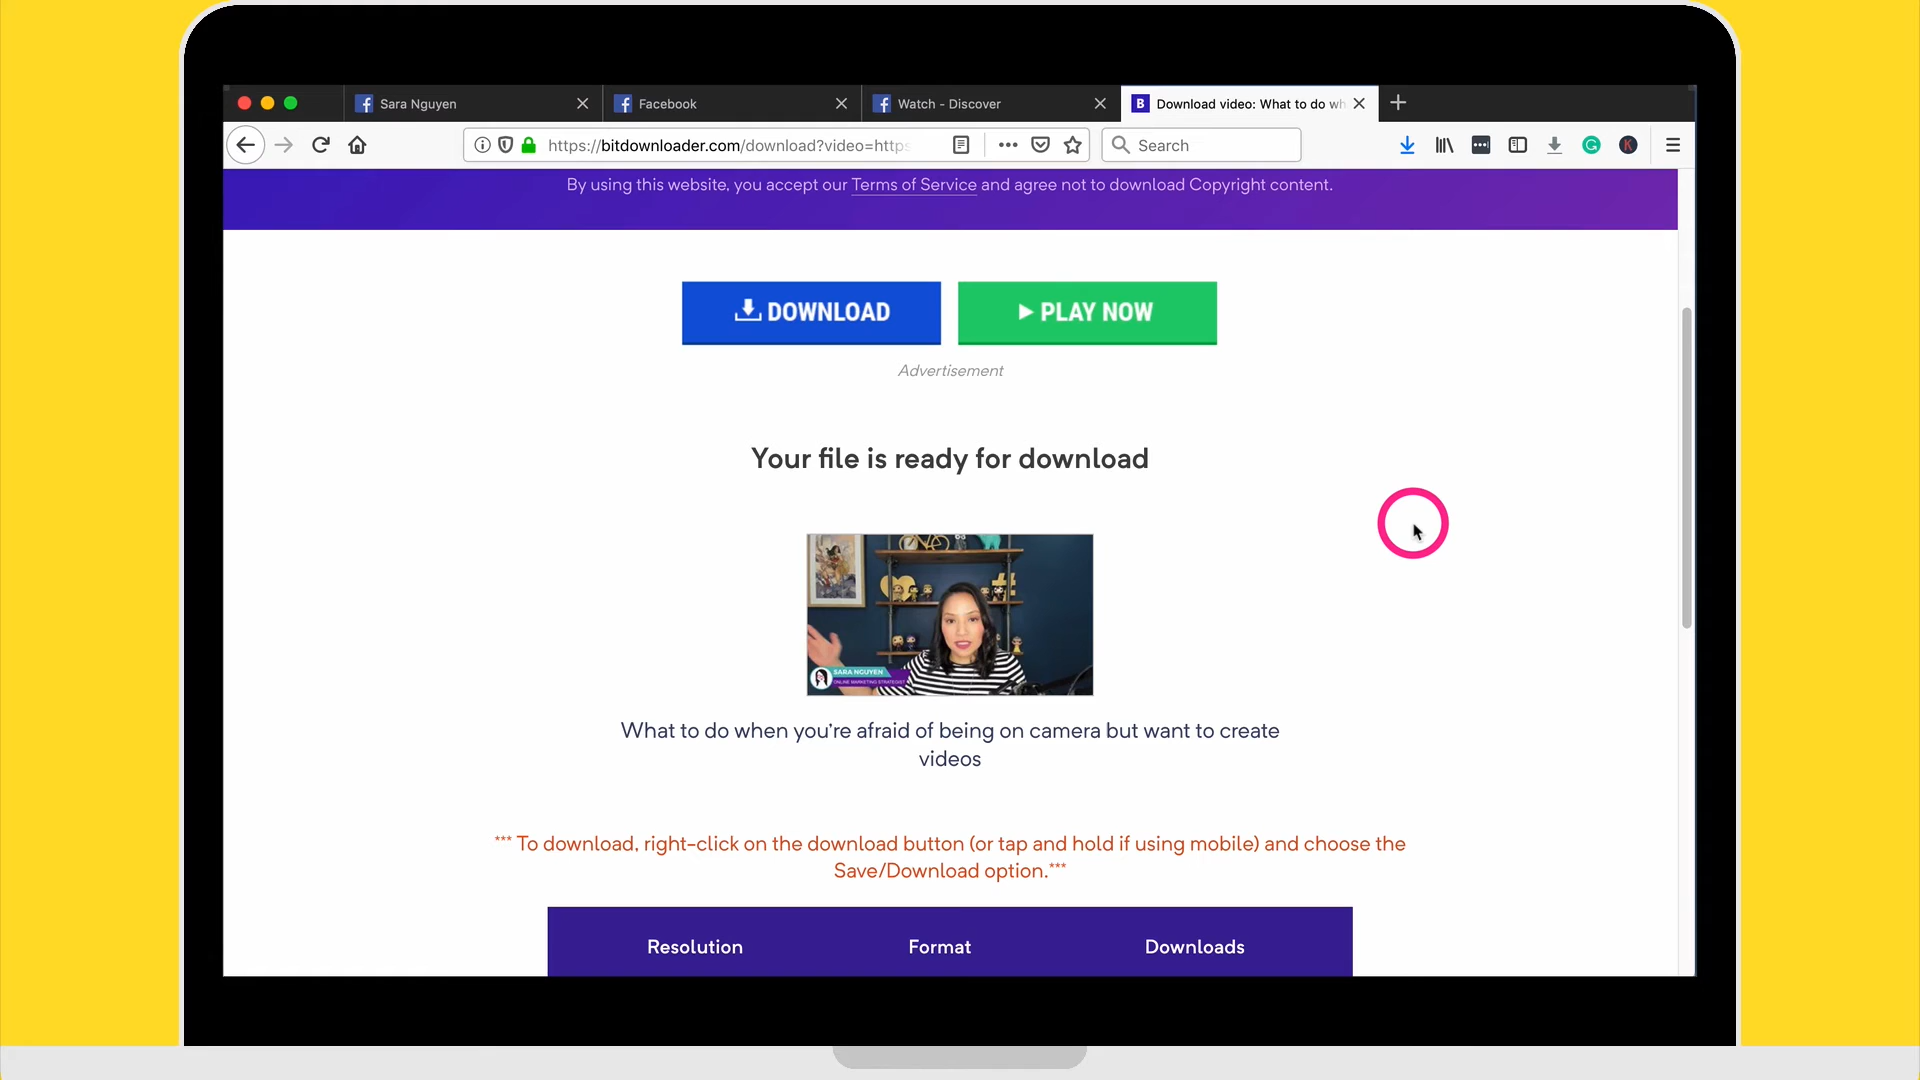 Sara Nguyen
Facebook
Watch - Discover
B
Download video: What to do wh
https://bitdownloader.com/download?video=https
Search
By using this website, you accept our Terms of Service and agree not to download Copyright content.
DOWNLOAD
PLAY NOW
Advertisement
Your file is ready for download
#
SARA NGUYEN
ONLINE MARKETING STRATEGIST
What to do when you're afraid of being on camera but want to create
videos
*** To download, right-click on the download button (or tap and hold if using mobile) and choose the
Save/Download option.***
Resolution Format Downloads